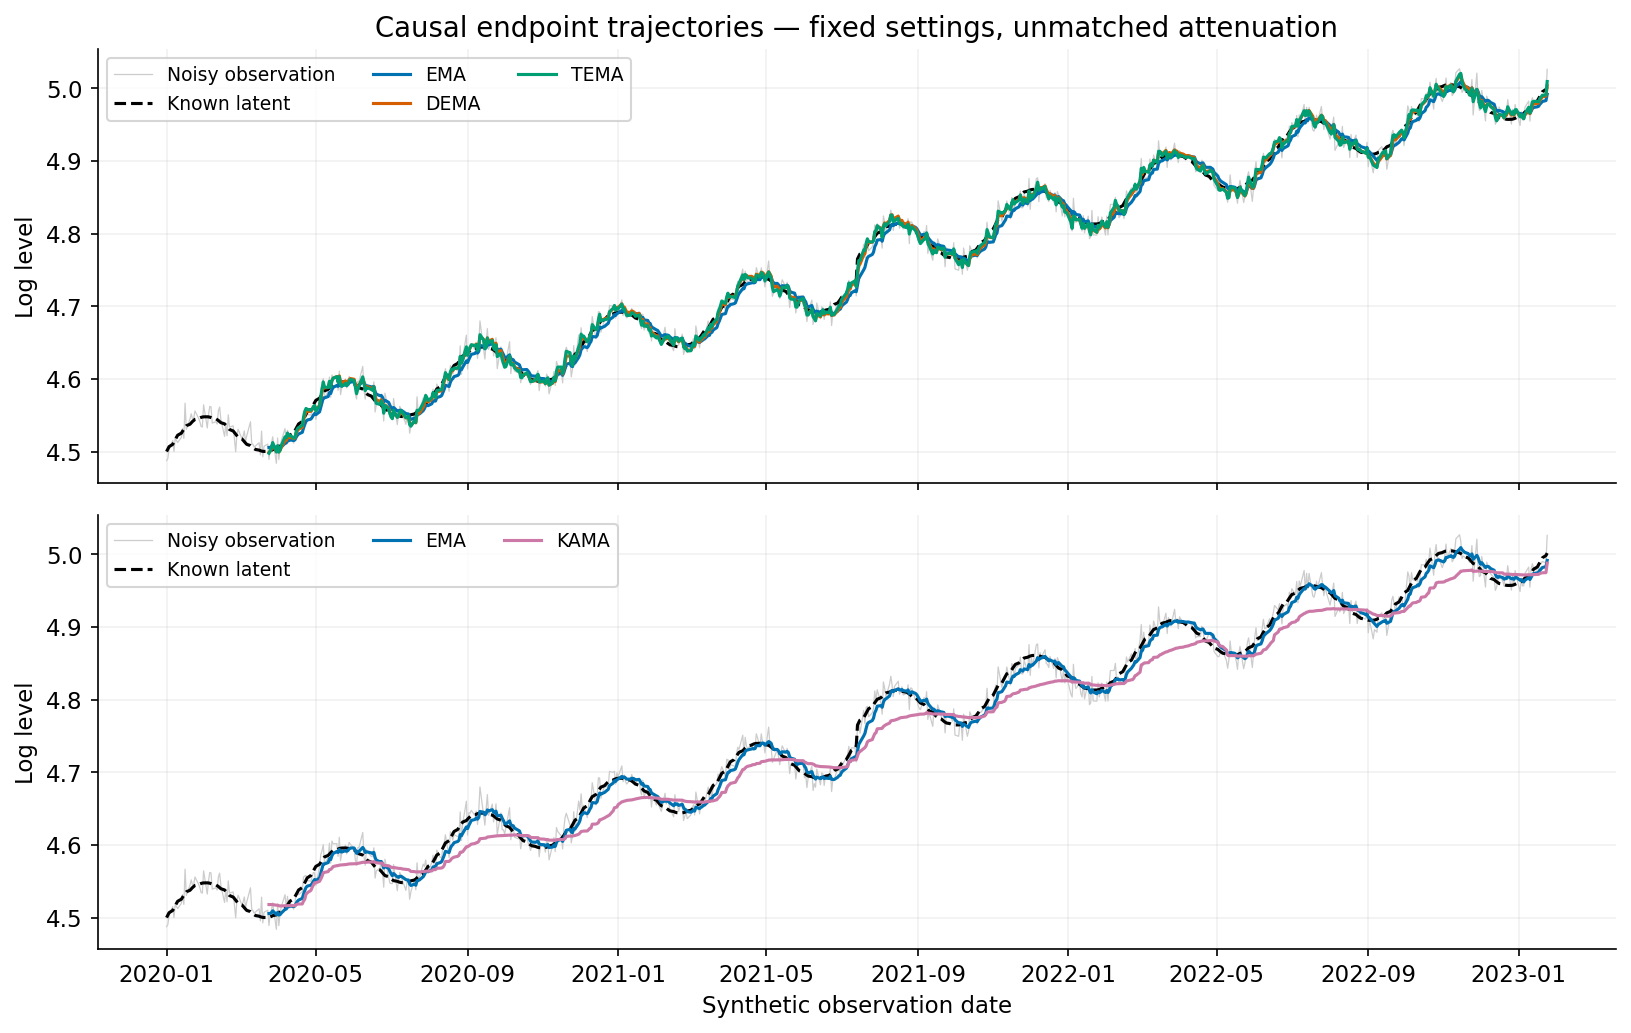 Causal endpoint trajectories — fixed settings, unmatched attenuation
Noisy observation
Known latent
EMA
DEMA
TEMA
Log level
5.0
4.9
4.8
4.7
4.6
4.5
Noisy observation
Known latent
EMA
KAMA
Log level
5.0
4.9
4.8
4.7
4.6
4.5
2020-01 2020-05 2020-09 2021-01 2021-05 2021-09 2022-01 2022-05 2022-09 2023-01
Synthetic observation date